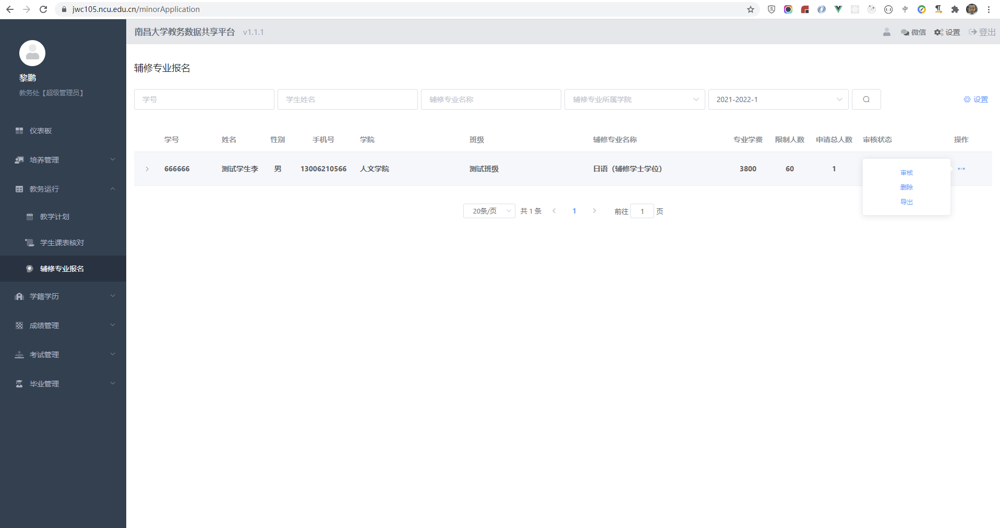 jwc105.ncu.edu.cn/minorApplication
中
南昌大学教务数据共享平台 v1.1.1
微信 设置 登出
黎鹏
教务处【超级管理员】
仪表板
培养管理
教务运行
教学计划
学生课表核对
辅修专业报名
学籍学历
成绩管理
考试管理
毕业管理
辅修专业报名
学号 学生姓名 辅修专业名称 辅修专业所属学院 2021-2022-1 设置
学号 姓名 性别 手机号 学院 班级 辅修专业名称 专业学费 限制人数 申请总人数 审核状态 操作
666666 测试学生李 男 13006210566 人文学院 测试班级 日语（辅修学士学位） 3800 60 1
审核
删除
导出
20条/页 共 1 条 1 前往 1 页